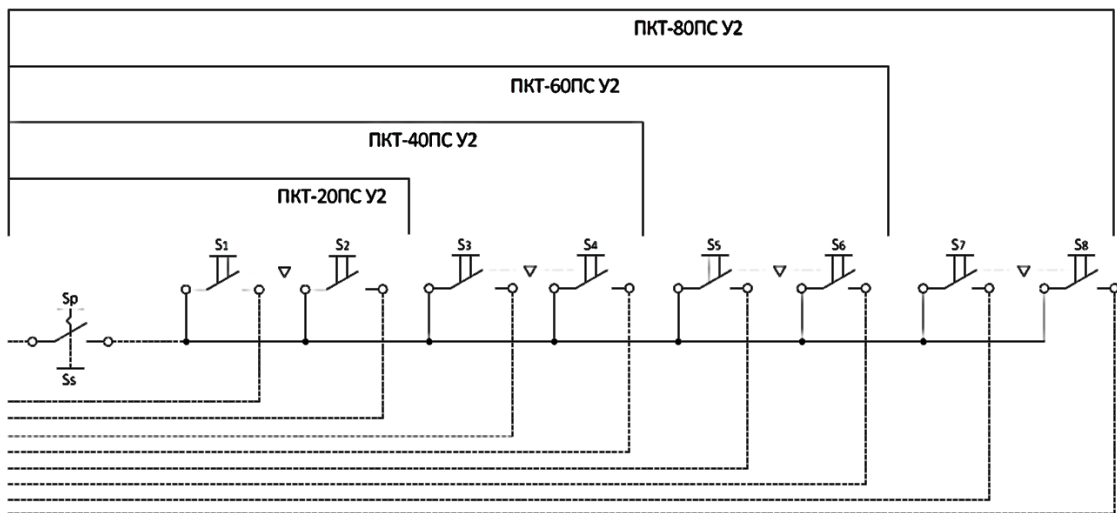 ПКТ-80ПС У2
ПКТ-60ПС У2
ПКТ-40ПС У2
ПКТ-20ПС У2
S1 S2 S3 S4 S5 S6 S7 S8
Sp
Ss